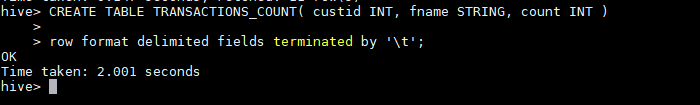 hive> CREATE TABLE TRANSACTIONS_COUNT( custid INT, fname STRING, count INT )
>
> row format delimited fields terminated by '\t';
OK
Time taken: 2.001 seconds
hive>